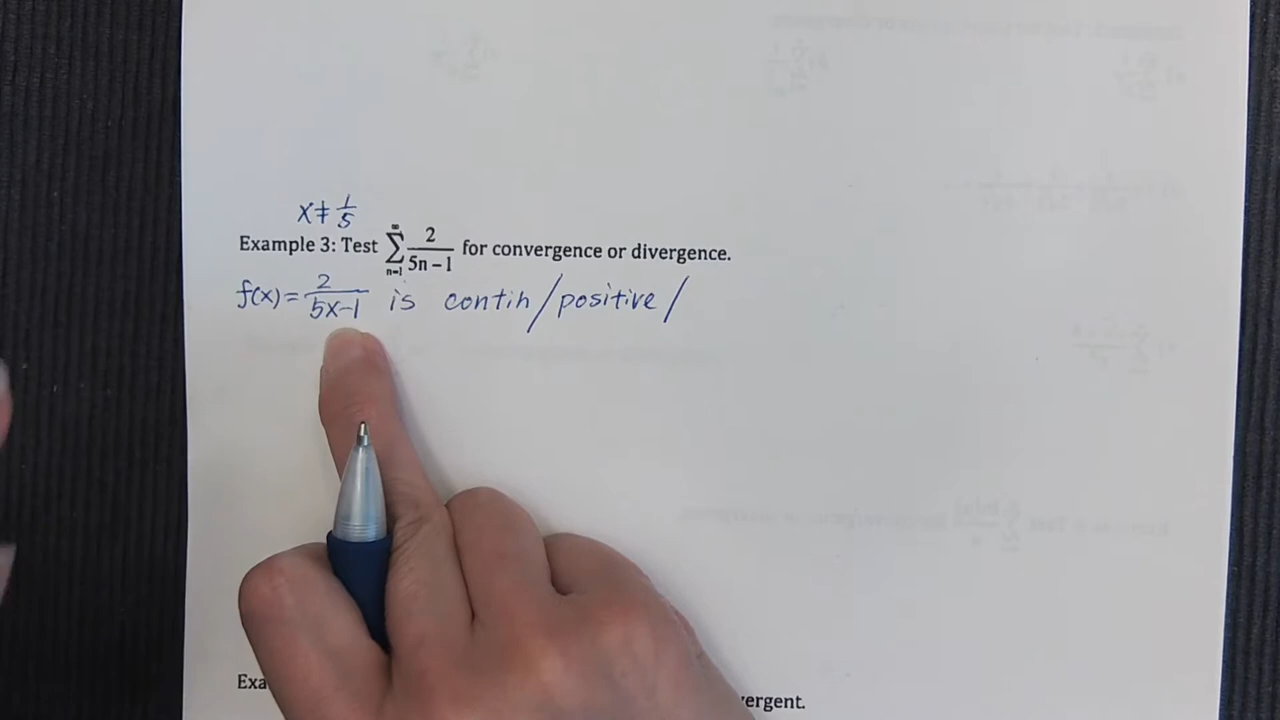 x ≠ 1/5
Example 3: Test ∑_{n=1}^{∞} 2/(5n − 1) for convergence or divergence.
f(x) = 2/(5x−1) is contin/positive/
Exa
vergent.